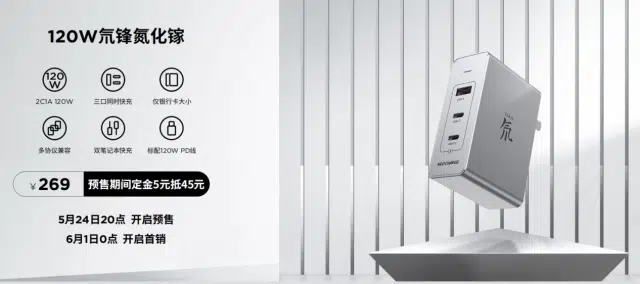 120W氘锋氮化镓
120W
2C1A 120W
三口同时快充
仅银行卡大小
多协议兼容
双笔记本快充
标配120W PD线
¥269
预售期间定金5元抵45元
5月24日20点 开启预售
6月1日0点 开启首销
氘